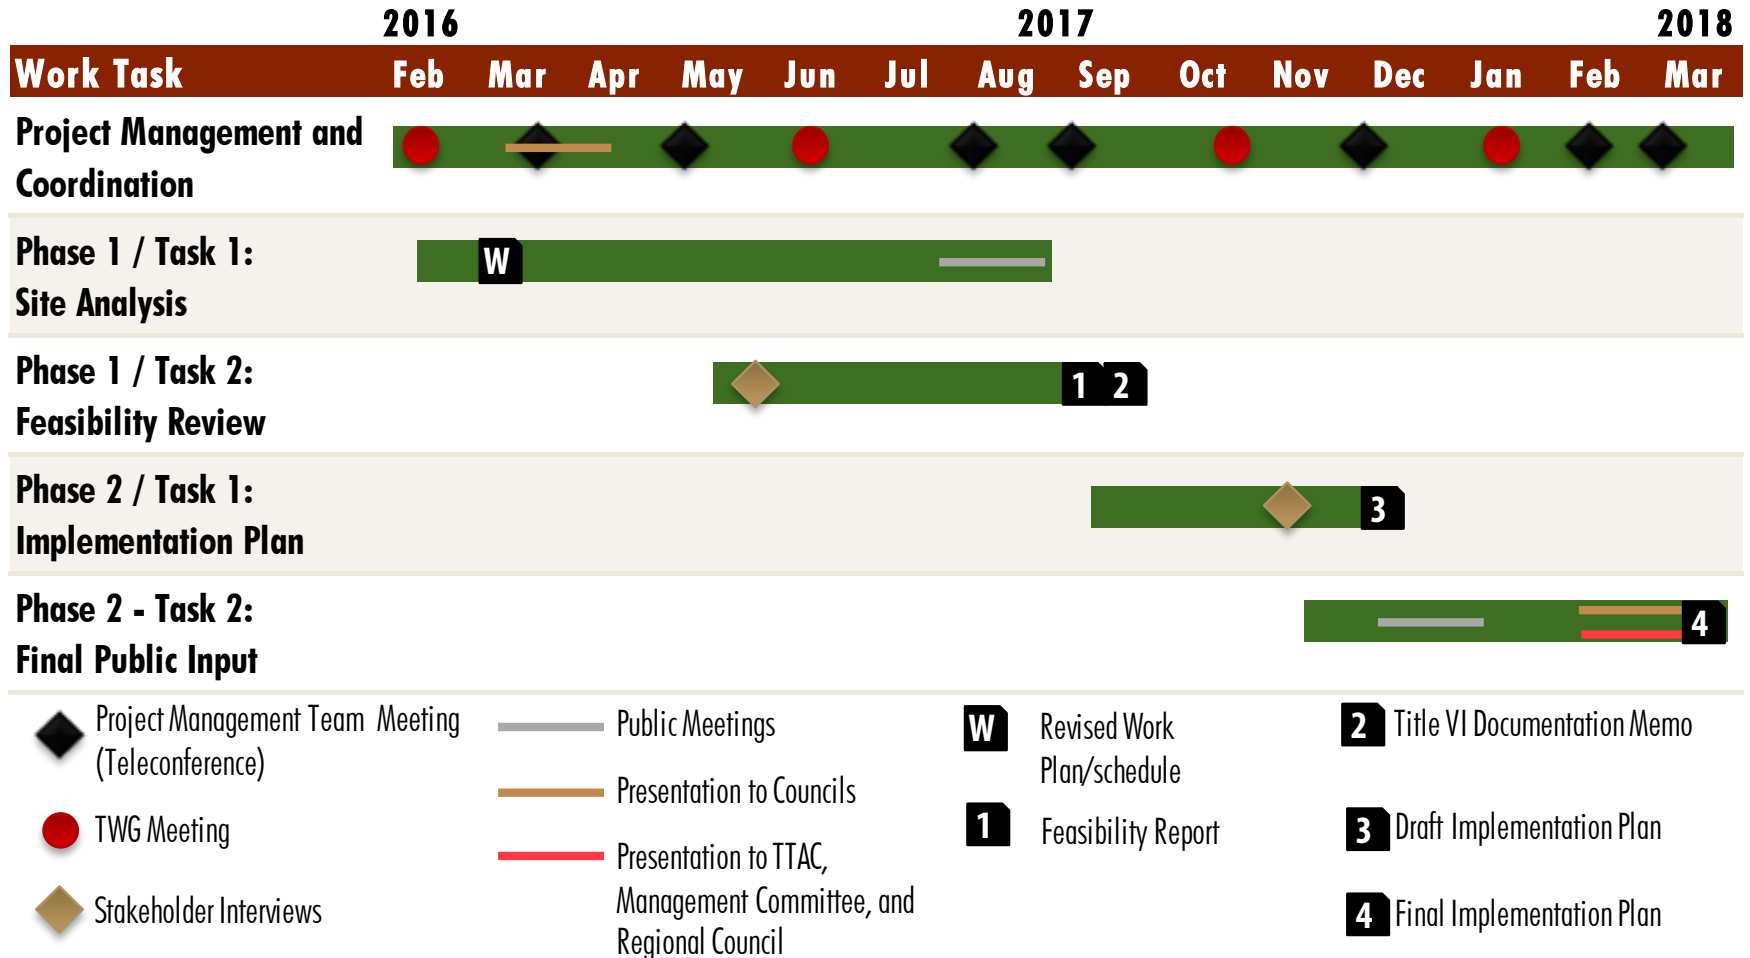 2016 2017 2018
Work Task Feb Mar Apr May Jun Jul Aug Sep Oct Nov Dec Jan Feb Mar
Project Management and
Coordination
Phase 1 / Task 1:
Site Analysis
W
Phase 1 / Task 2:
Feasibility Review
1 2
Phase 2 / Task 1:
Implementation Plan
3
Phase 2 - Task 2:
Final Public Input
4
Project Management Team Meeting
(Teleconference)
TWG Meeting
Stakeholder Interviews
Public Meetings
Presentation to Councils
Presentation to TTAC,
Management Committee, and
Regional Council
W Revised Work
Plan/schedule
1 Feasibility Report
2 Title VI Documentation Memo
3 Draft Implementation Plan
4 Final Implementation Plan